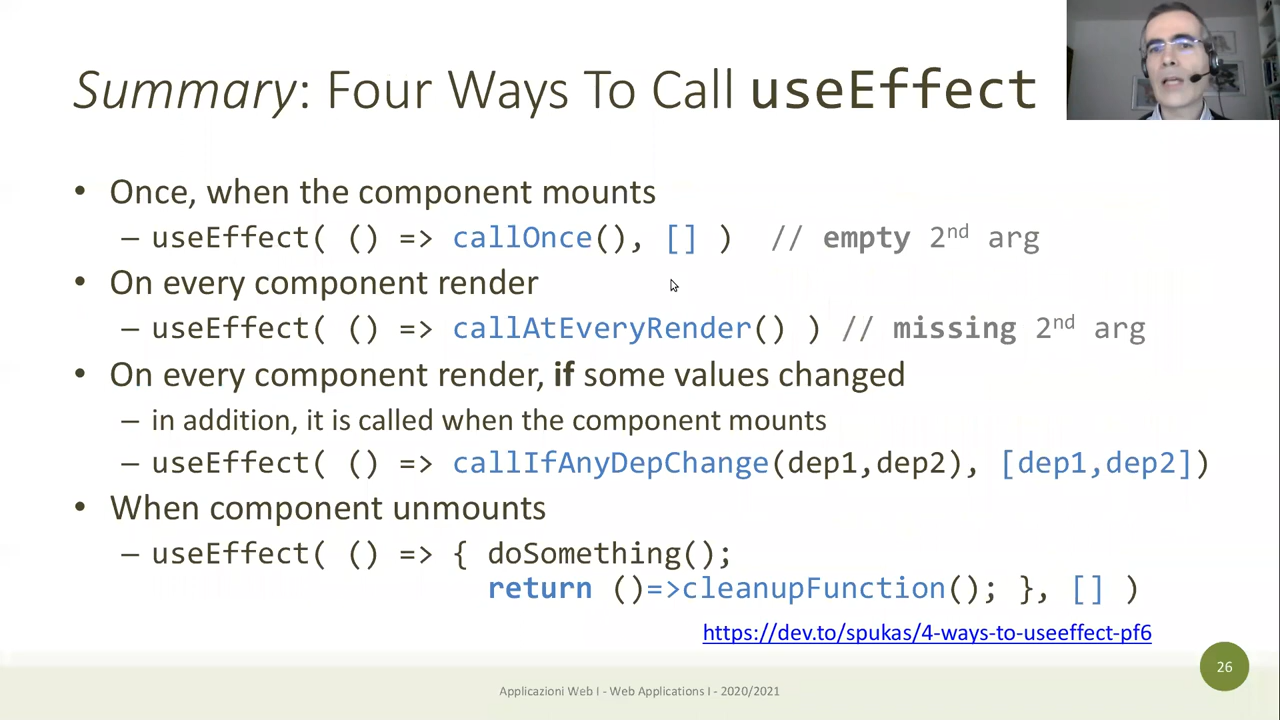 Summary: Four Ways To Call useEffect
• Once, when the component mounts
– useEffect( () => callOnce(), [] ) // empty 2nd arg
• On every component render
– useEffect( () => callAtEveryRender() ) // missing 2nd arg
• On every component render, if some values changed
– in addition, it is called when the component mounts
– useEffect( () => callIfAnyDepChange(dep1,dep2), [dep1,dep2])
• When component unmounts
– useEffect( () => { doSomething();
return ()=>cleanupFunction(); }, [] )
https://dev.to/spukas/4-ways-to-useeffect-pf6
26
Applicazioni Web I - Web Applications I - 2020/2021